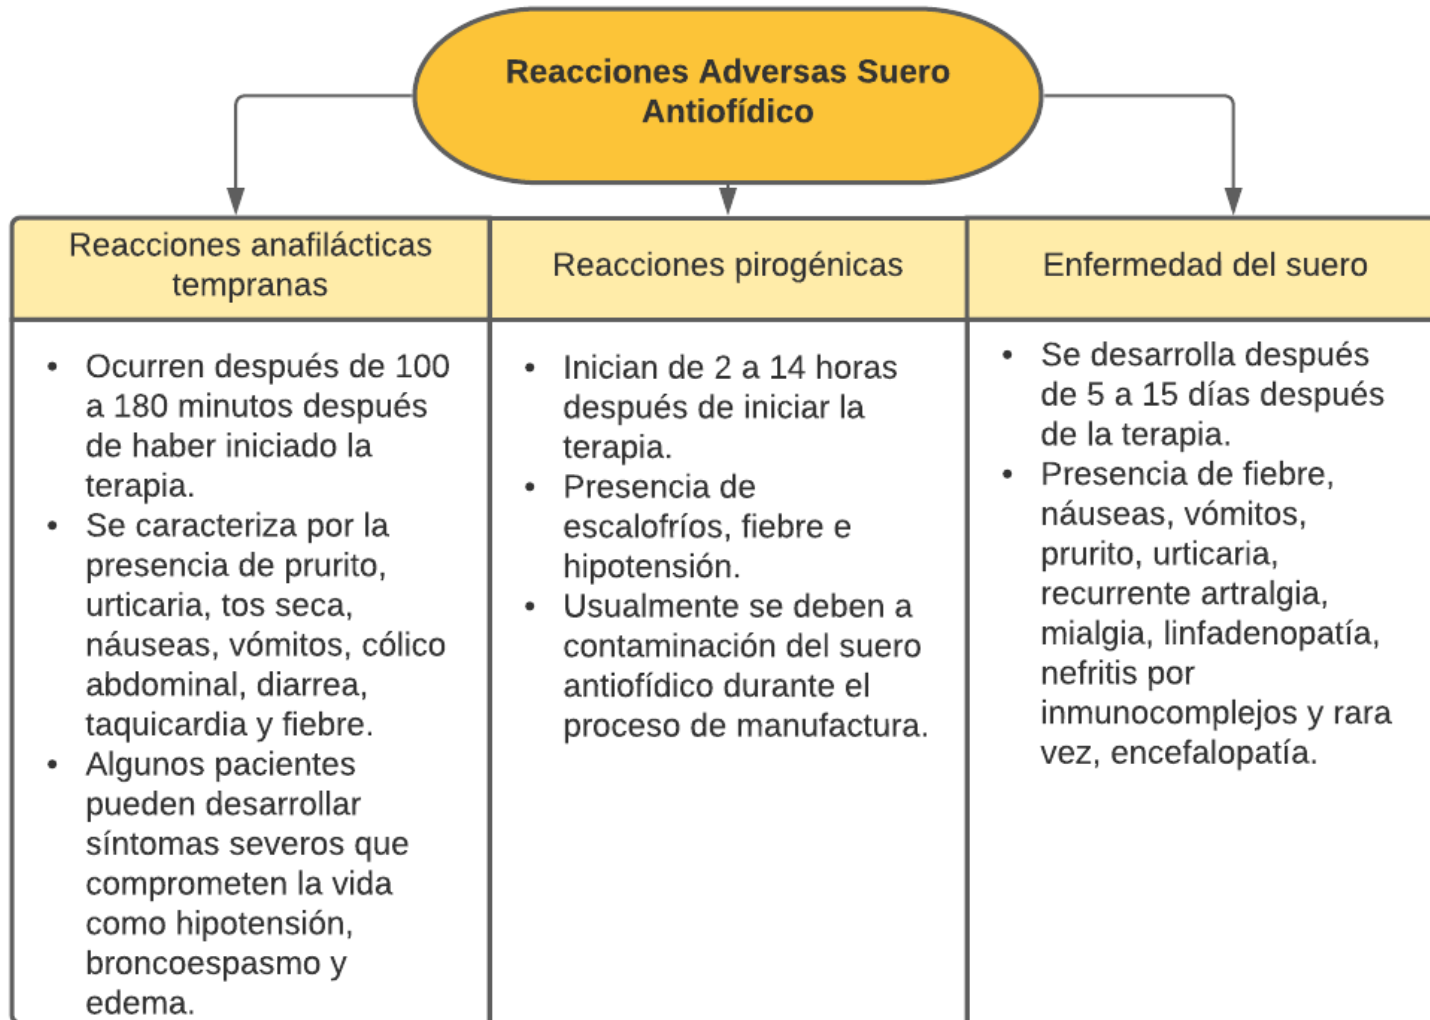 Reacciones Adversas Suero
Antiofídico
Reacciones anafilácticas
tempranas
• Ocurren después de 100
a 180 minutos después
de haber iniciado la
terapia.
• Se caracteriza por la
presencia de prurito,
urticaria, tos seca,
náuseas, vómitos, cólico
abdominal, diarrea,
taquicardia y fiebre.
• Algunos pacientes
pueden desarrollar
síntomas severos que
comprometen la vida
como hipotensión,
broncoespasmo y
edema.
Reacciones pirogénicas
• Inician de 2 a 14 horas
después de iniciar la
terapia.
• Presencia de
escalofríos, fiebre e
hipotensión.
• Usualmente se deben a
contaminación del suero
antiofídico durante el
proceso de manufactura.
Enfermedad del suero
• Se desarrolla después
de 5 a 15 días después
de la terapia.
• Presencia de fiebre,
náuseas, vómitos,
prurito, urticaria,
recurrente artralgia,
mialgia, linfadenopatía,
nefritis por
inmunocomplejos y rara
vez, encefalopatía.